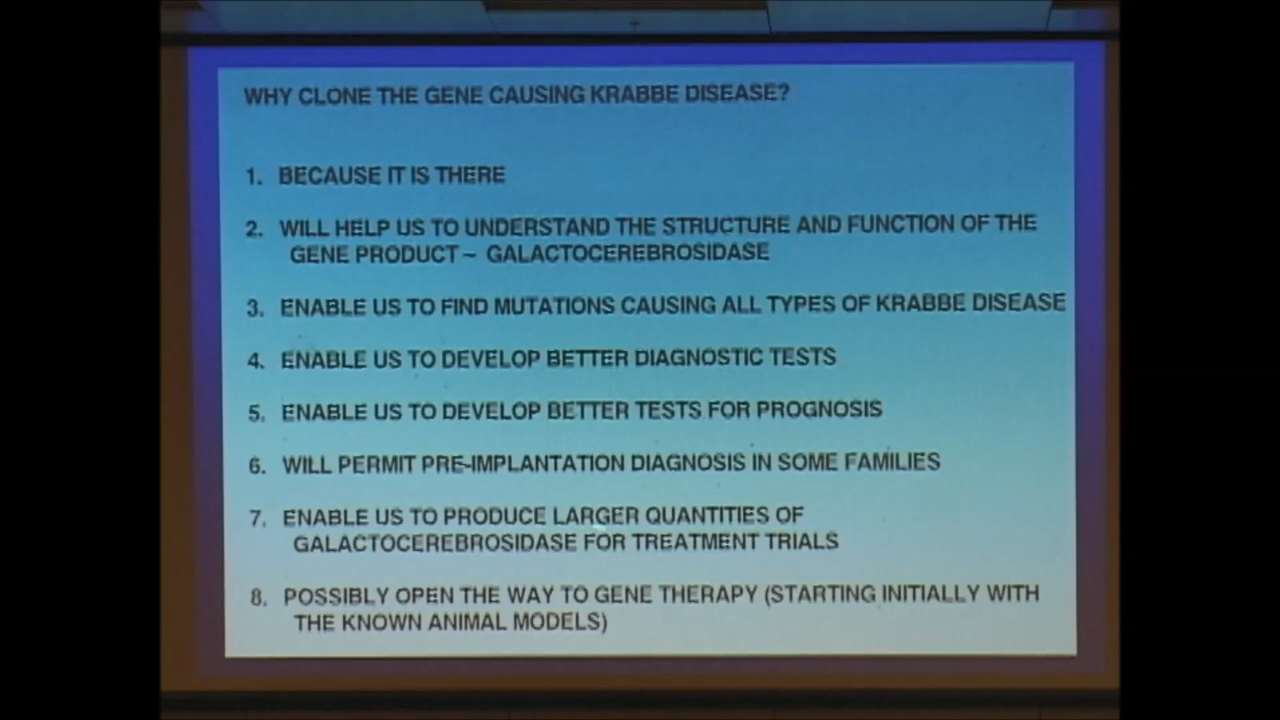 WHY CLONE THE GENE CAUSING KRABBE DISEASE?
1. BECAUSE IT IS THERE
2. WILL HELP US TO UNDERSTAND THE STRUCTURE AND FUNCTION OF THE
GENE PRODUCT – GALACTOCEREBROSIDASE
3. ENABLE US TO FIND MUTATIONS CAUSING ALL TYPES OF KRABBE DISEASE
4. ENABLE US TO DEVELOP BETTER DIAGNOSTIC TESTS
5. ENABLE US TO DEVELOP BETTER TESTS FOR PROGNOSIS
6. WILL PERMIT PRE-IMPLANTATION DIAGNOSIS IN SOME FAMILIES
7. ENABLE US TO PRODUCE LARGER QUANTITIES OF
GALACTOCEREBROSIDASE FOR TREATMENT TRIALS
8. POSSIBLY OPEN THE WAY TO GENE THERAPY (STARTING INITIALLY WITH
THE KNOWN ANIMAL MODELS)